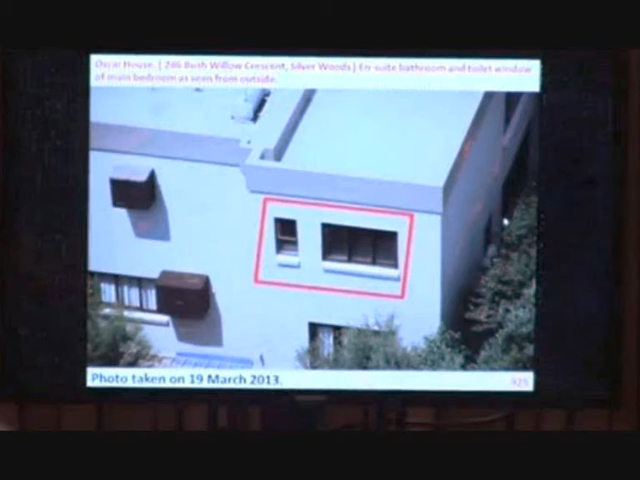 Oscar House. | 286 Bush Willow Crescent, Silver Woods | En-suite bathroom and toilet window
of main bedroom as seen from outside.
Photo taken on 19 March 2013.